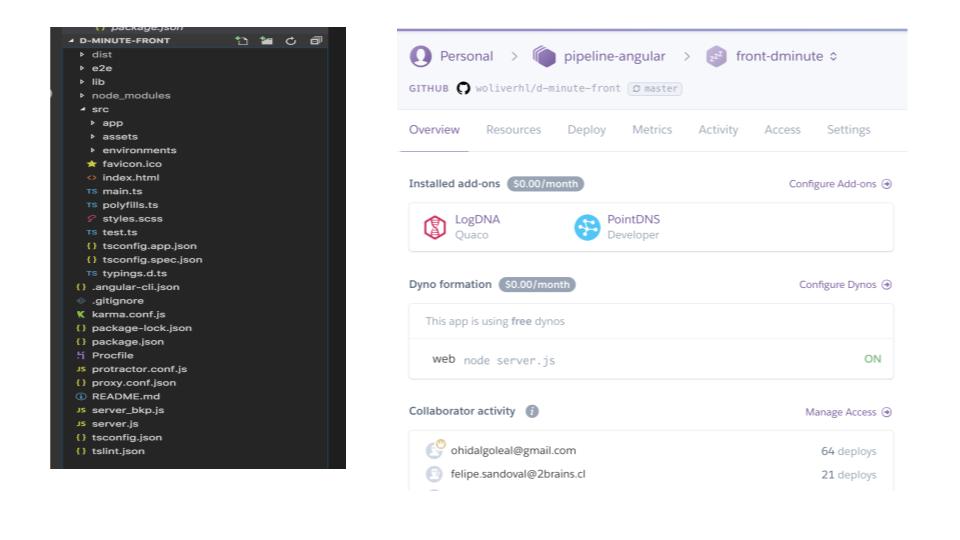 package.json
D-MINUTE-FRONT
dist
e2e
lib
node_modules
src
app
assets
environments
favicon.ico
index.html
TS main.ts
TS polyfills.ts
styles.scss
TS test.ts
{} tsconfig.app.json
{} tsconfig.spec.json
TS typings.d.ts
{} .angular-cli.json
.gitignore
karma.conf.js
{} package-lock.json
{} package.json
Procfile
JS protractor.conf.js
{} proxy.conf.json
README.md
JS server_bkp.js
JS server.js
{} tsconfig.json
{} tslint.json
Personal > pipeline-angular > front-dminute
GITHUB woliverhl/d-minute-front master
Overview Resources Deploy Metrics Activity Access Settings
Installed add-ons $0.00/month Configure Add-ons
LogDNA PointDNS
Quaco Developer
Dyno formation $0.00/month Configure Dynos
This app is using free dynos
web node server.js ON
Collaborator activity Manage Access
ohidalgoleal@gmail.com 64 deploys
felipe.sandoval@2brains.cl 21 deploys